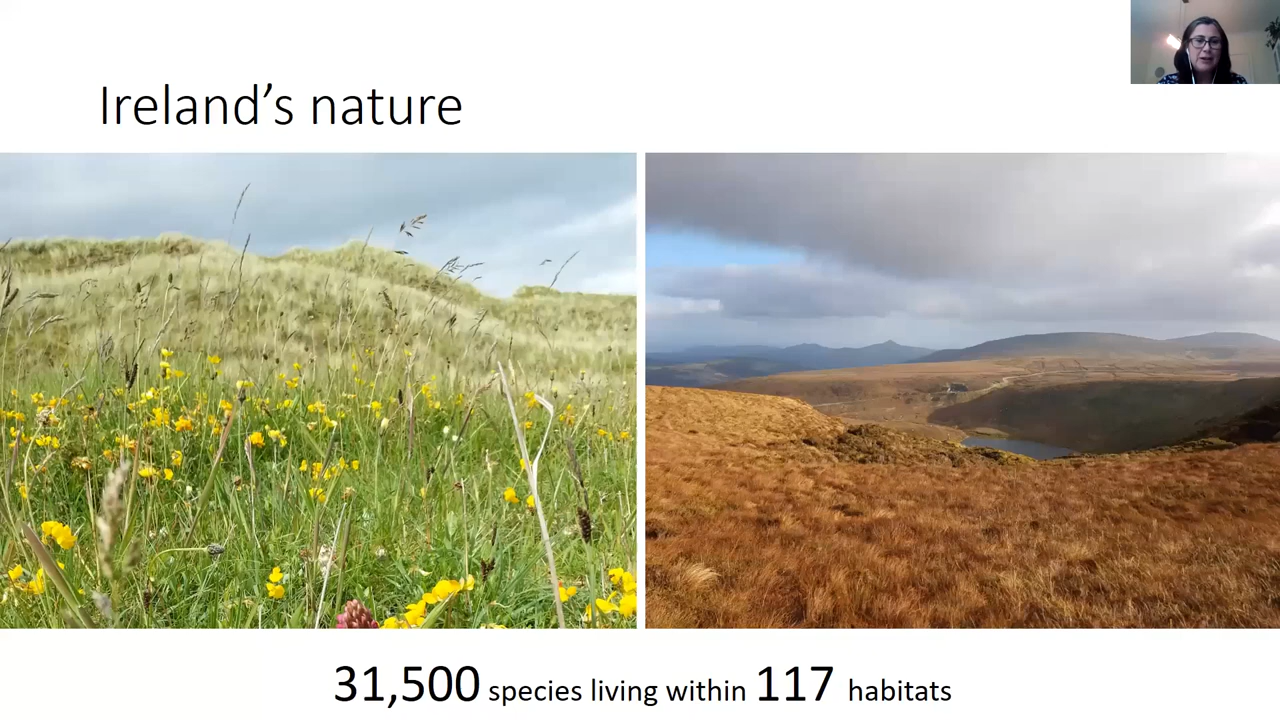 Ireland’s nature
31,500 species living within 117 habitats